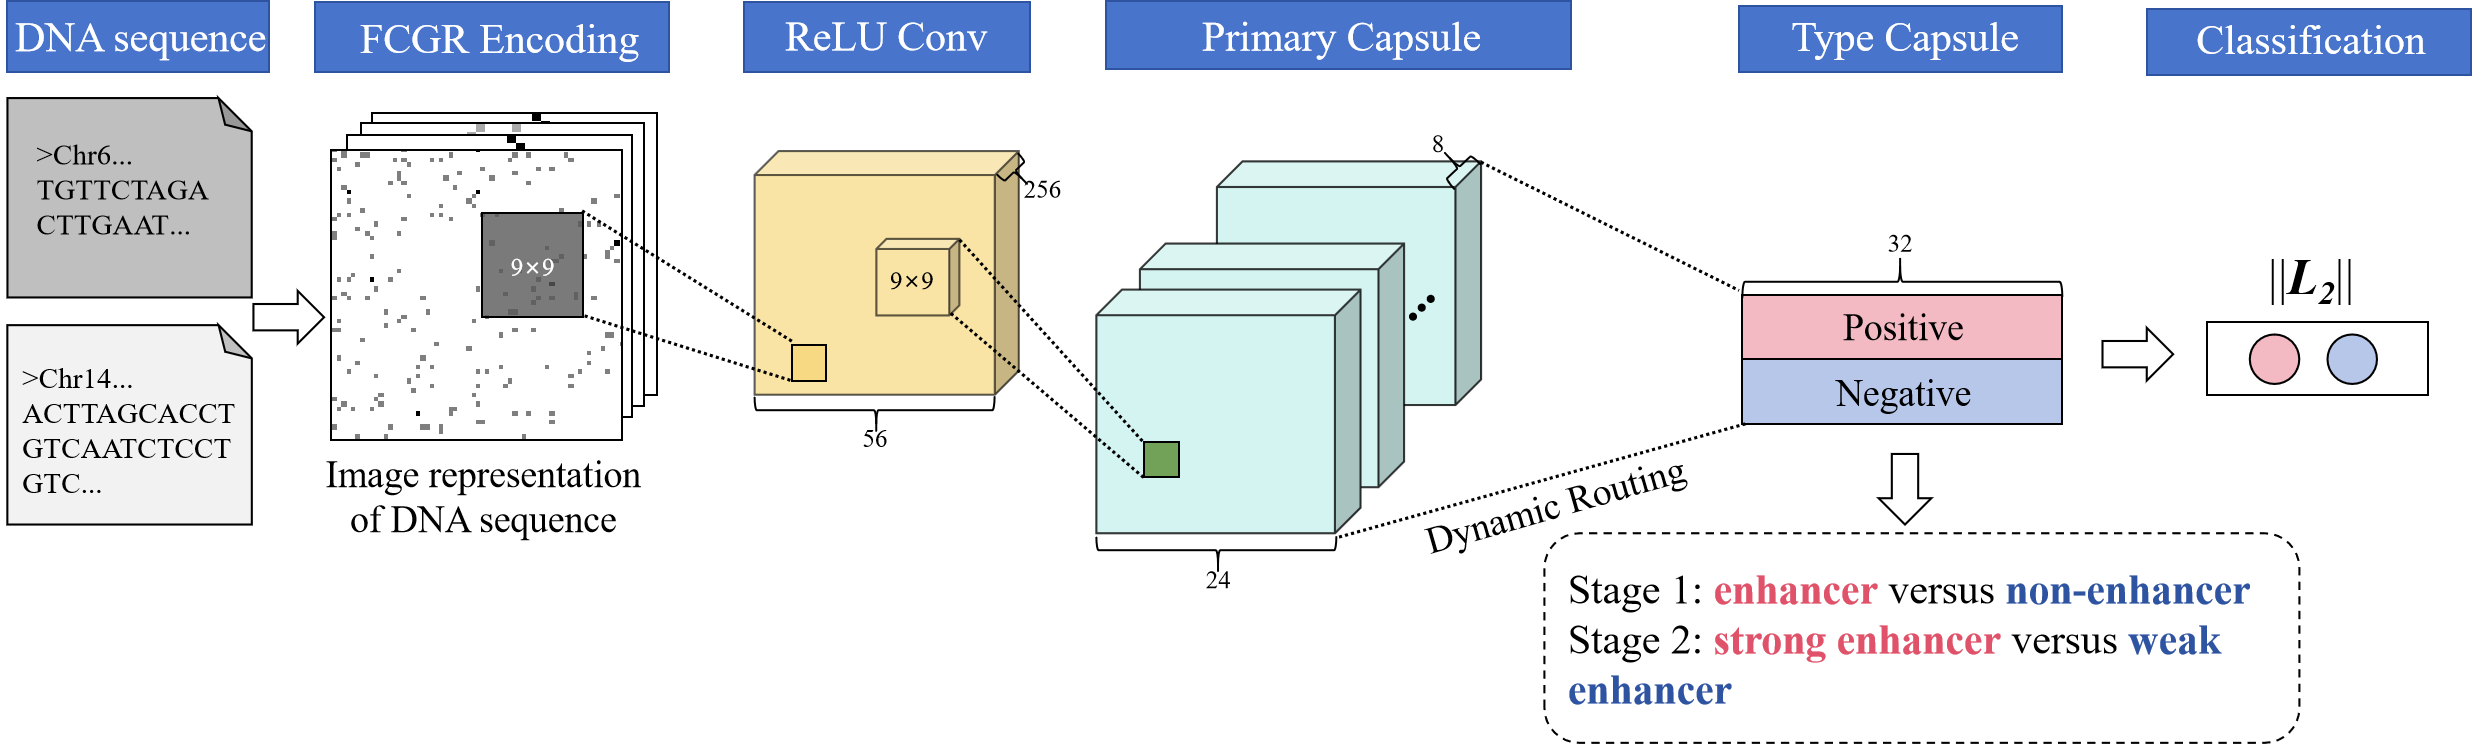 DNA sequence
FCGR Encoding
ReLU Conv
Primary Capsule
Type Capsule
Classification
>Chr6...
TGTTCTAGA
CTTGAAT...
>Chr14...
ACTTAGCACCT
GTCAATCTCCT
GTC...
9×9
Image representation
of DNA sequence
256
9×9
56
8
24
Dynamic Routing
32
Positive
Negative
||L2||
Stage 1: enhancer versus non-enhancer
Stage 2: strong enhancer versus weak
enhancer